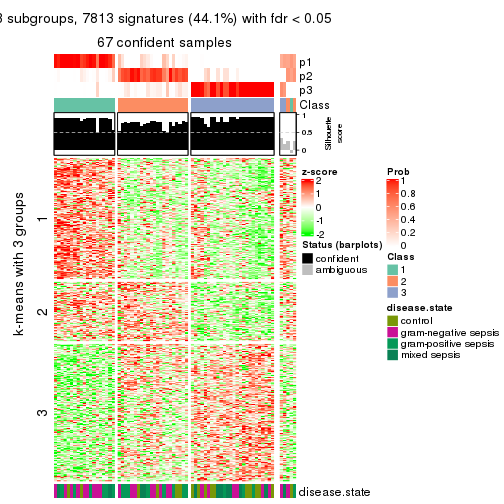 3 subgroups, 7813 signatures (44.1%) with fdr < 0.05
67 confident samples
p1
p2
p3
Class
1
0.5
0
Silhouette
score
k-means with 3 groups
1
2
3
z-score
2
1
0
-1
-2
Status (barplots)
confident
ambiguous
Prob
1
0.8
0.6
0.4
0.2
0
Class
1
2
3
disease.state
control
gram-negative sepsis
gram-positive sepsis
mixed sepsis
disease.state